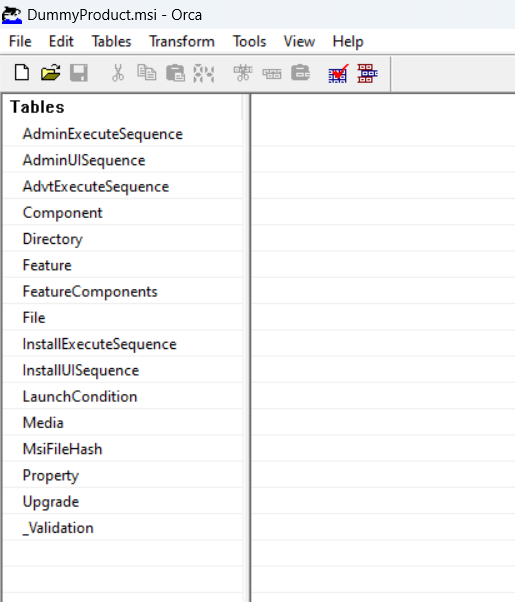 DummyProduct.msi - Orca
File Edit Tables Transform Tools View Help
Tables
AdminExecuteSequence
AdminUISequence
AdvtExecuteSequence
Component
Directory
Feature
FeatureComponents
File
InstallExecuteSequence
InstallUISequence
LaunchCondition
Media
MsiFileHash
Property
Upgrade
_Validation